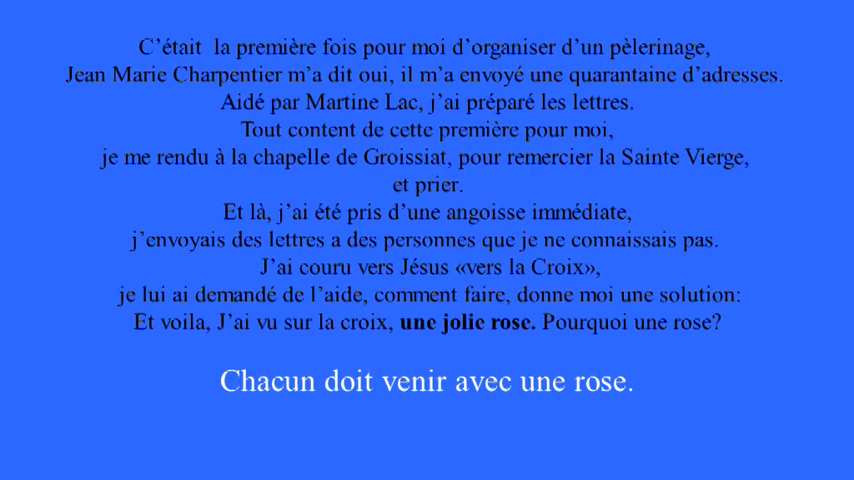 C’était  la première fois pour moi d’organiser d’un pèlerinage,
Jean Marie Charpentier m’a dit oui, il m’a envoyé une quarantaine d’adresses.
Aidé par Martine Lac, j’ai préparé les lettres.
Tout content de cette première pour moi,
je me rendu à la chapelle de Groissiat, pour remercier la Sainte Vierge,
et prier.
Et là, j’ai été pris d’une angoisse immédiate,
j’envoyais des lettres a des personnes que je ne connaissais pas.
J’ai couru vers Jésus «vers la Croix»,
je lui ai demandé de l’aide, comment faire, donne moi une solution:
Et voila, J’ai vu sur la croix, une jolie rose. Pourquoi une rose?
Chacun doit venir avec une rose.